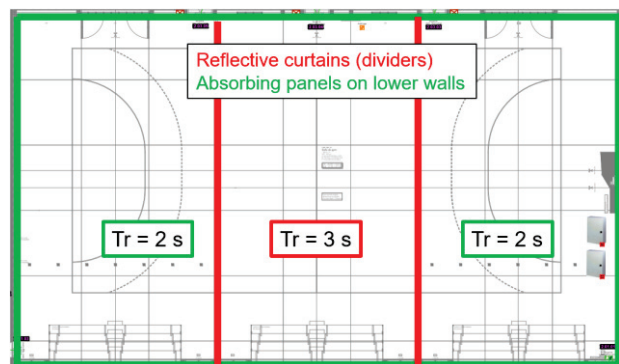 Reflective curtains (dividers)
Absorbing panels on lower walls
Tr = 2 s
Tr = 3 s
Tr = 2 s